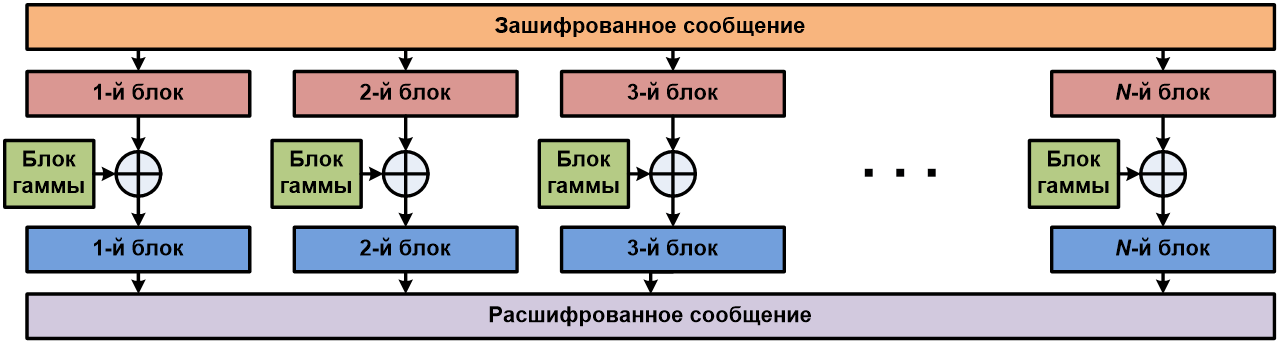 Зашифрованное сообщение
1-й блок
2-й блок
3-й блок
N-й блок
Блок
гаммы
Блок
гаммы
Блок
гаммы
. . .
Блок
гаммы
1-й блок
2-й блок
3-й блок
N-й блок
Расшифрованное сообщение